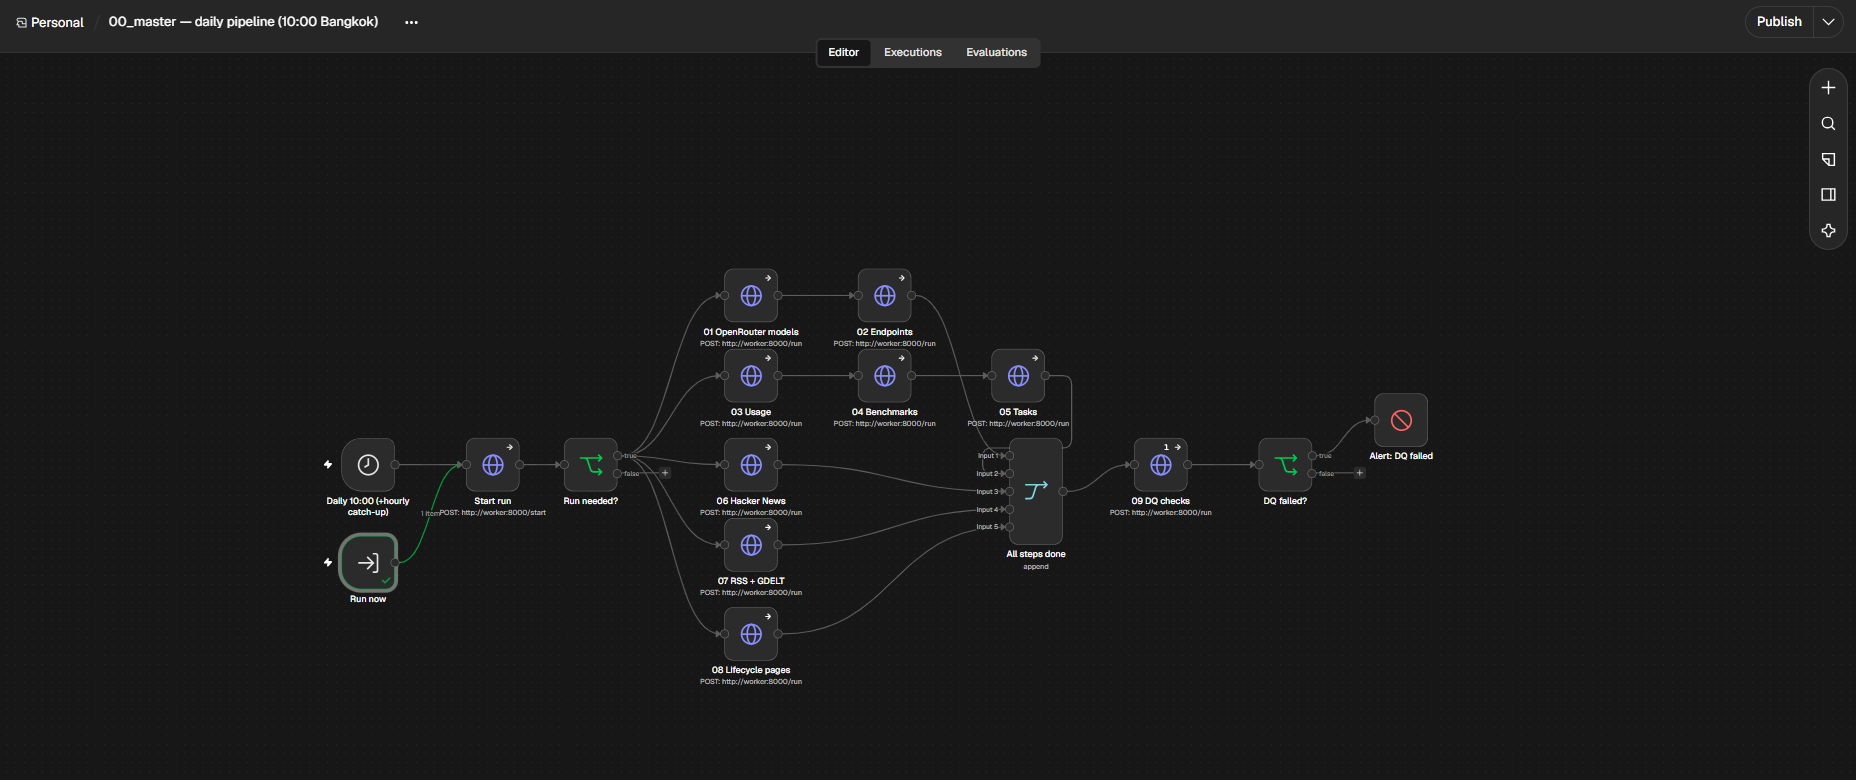 Personal / 00_master — daily pipeline (10:00 Bangkok) ...
Publish
Editor Executions Evaluations
01 OpenRouter models
POST: http://worker:8000/run
02 Endpoints
POST: http://worker:8000/run
03 Usage
POST: http://worker:8000/run
04 Benchmarks
POST: http://worker:8000/run
05 Tasks
POST: http://worker:8000/run
Daily 10:00 (+hourly
catch-up)
1 item
Start run
POST: http://worker:8000/start
Run needed?
true
false
Run now
06 Hacker News
POST: http://worker:8000/run
07 RSS + GDELT
POST: http://worker:8000/run
08 Lifecycle pages
POST: http://worker:8000/run
Input 1
Input 2
Input 3
Input 4
Input 5
All steps done
append
1
09 DQ checks
POST: http://worker:8000/run
DQ failed?
true
false
Alert: DQ failed